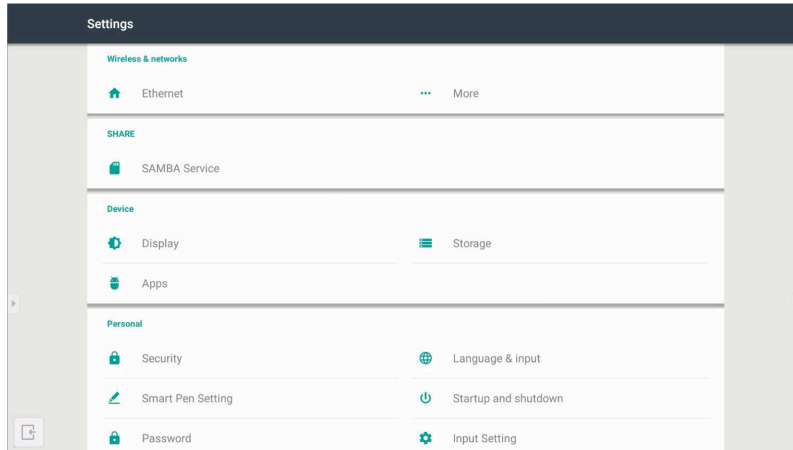 Settings
Wireless & networks
Ethernet
More
SHARE
SAMBA Service
Device
Display
Storage
Apps
Personal
Security
Language & input
Smart Pen Setting
Startup and shutdown
Password
Input Setting